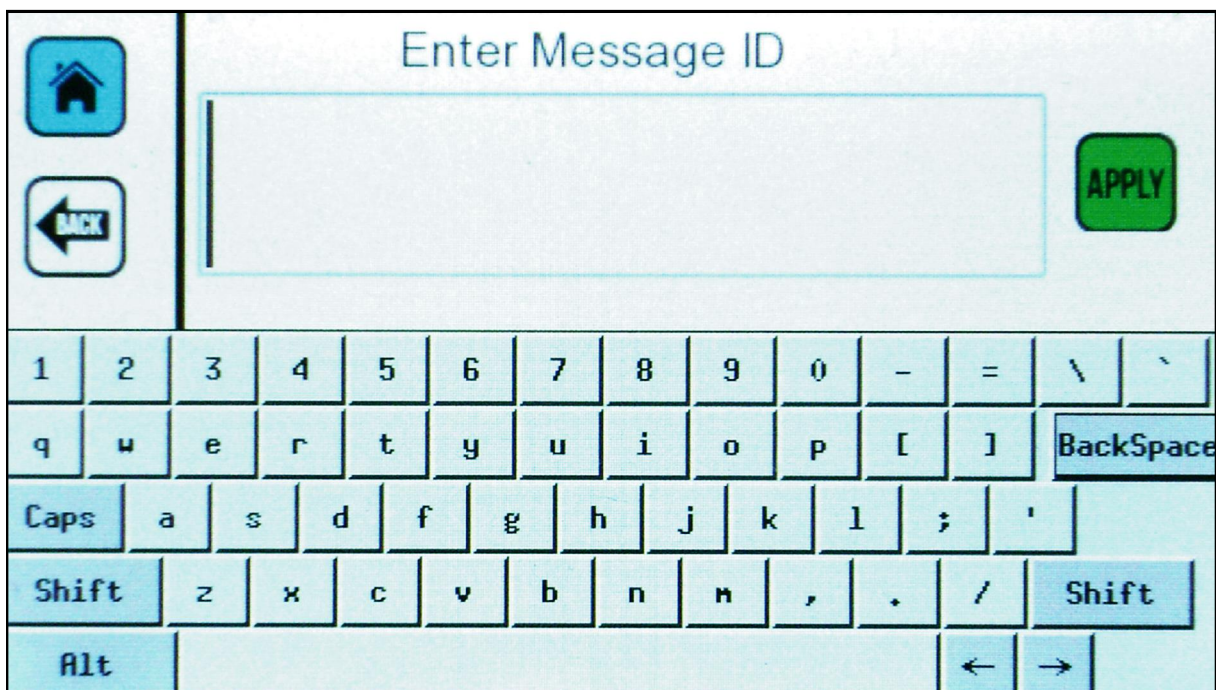 Enter Message ID
APPLY
BACK
1 2 3 4 5 6 7 8 9 0 - = \ `
q w e r t y u i o p [ ] BackSpace
Caps a s d f g h j k l ; '
Shift z x c v b n m , . / Shift
Alt ← →